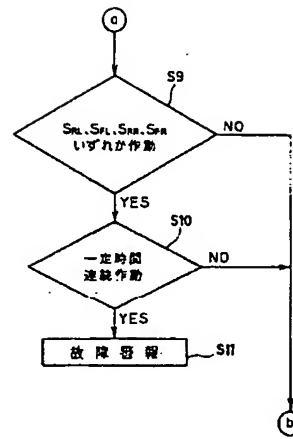 a
S9
SRL、SFL、SRR、SFR
いずれか作動
NO
YES
S10
一定時間
連続作動
NO
YES
故障警報
S11
b